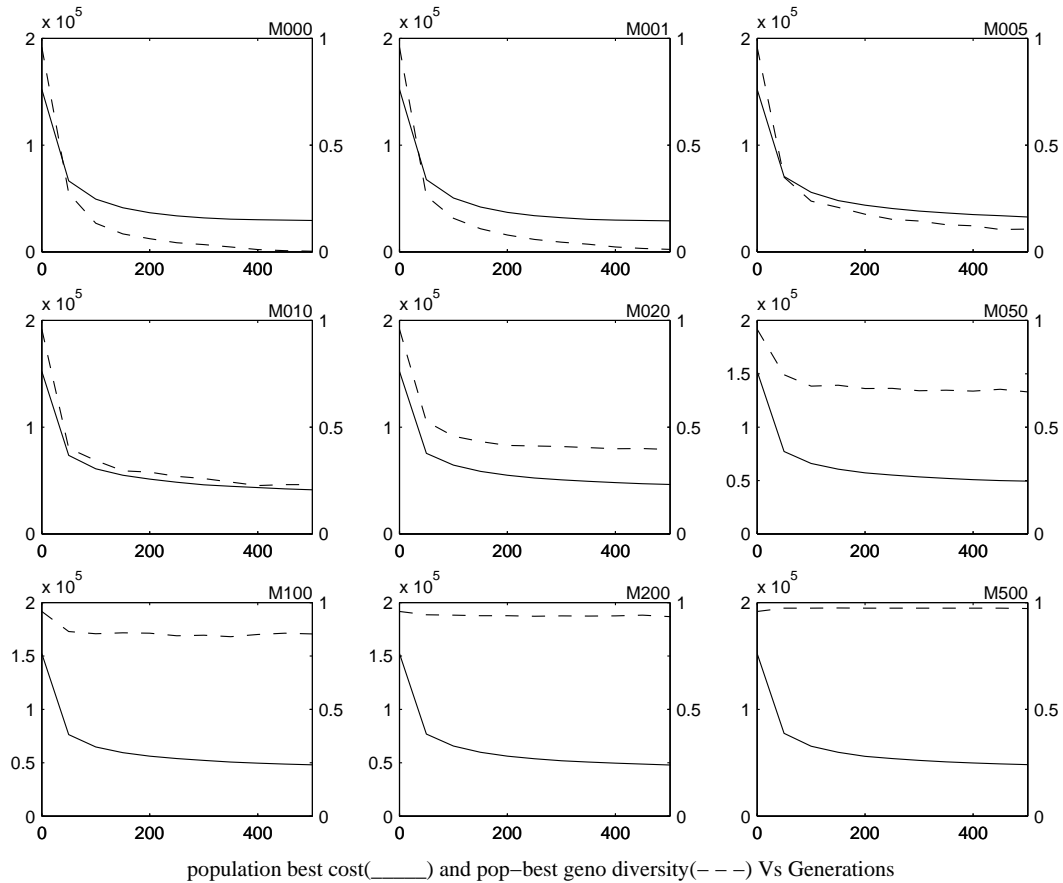 x 10^5 M000 x 10^5 M001 x 10^5 M005
2 1 2 1 2 1
1 0.5 1 0.5 1 0.5
0 0 0 0 0 0
0 200 400 0 200 400 0 200 400
x 10^5 M010 x 10^5 M020 x 10^5 M050
2 1 2 1 2 1
1.5
1 0.5 1 0.5 1 0.5
0.5
0 0 0 0 0 0
0 200 400 0 200 400 0 200 400
x 10^5 M100 x 10^5 M200 x 10^5 M500
2 1 2 1 2 1
1.5 1.5 1.5
1 0.5 1 0.5 1 0.5
0.5 0.5 0.5
0 0 0 0 0 0
0 200 400 0 200 400 0 200 400
population best cost(_____) and pop−best geno diversity(− − −) Vs Generations